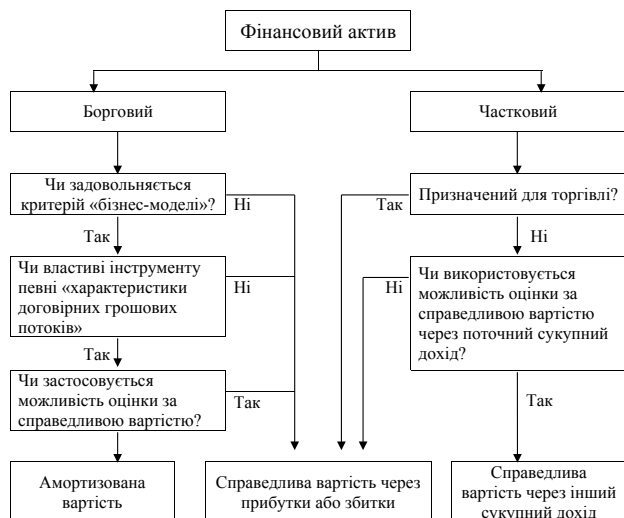 Фінансовий актив
Борговий
Частковий
Чи задовольняється
критерій «бізнес-моделі»?
Ні
Так
Призначений для торгівлі?
Так
Ні
Чи властиві інструменту
певні «характеристики
договірних грошових
потоків»
Ні
Ні
Чи використовується
можливість оцінки за
справедливою вартістю
через поточний сукупний
дохід?
Так
Чи застосовується
можливість оцінки за
справедливою вартістю?
Так
Так
Амортизована
вартість
Справедлива вартість через
прибутки або збитки
Справедлива
вартість через інший
сукупний дохід